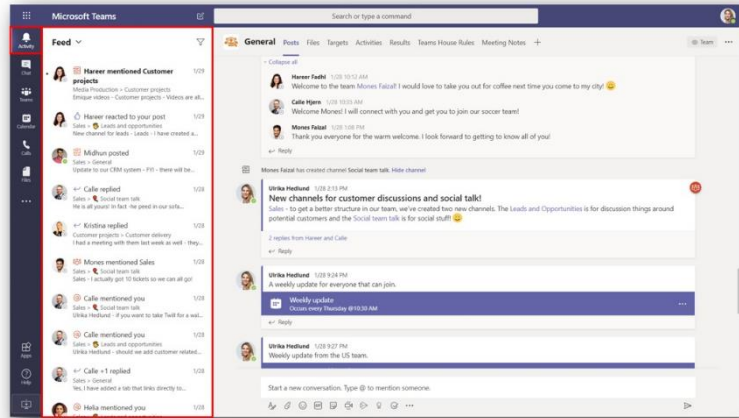 Microsoft Teams
Search or type a command
Activity
Chat
Teams
Calendar
Calls
Files
Apps
Help
Feed
Hareer mentioned Customer projects 1/29
Media Production > Customer projects
Emique videos - Customer projects - Videos are all...
Hareer reacted to your post 1/29
Sales > Leads and opportunities
New channel for leads - Leads - I have created a...
Midhun posted 1/29
Sales > General
Update to our CRM system - FYI - there will be...
Calle replied 1/28
Sales > Social team talk
He is all yours! In fact -he peed in our sofa...
Kristina replied 1/28
Customer projects > Customer delivery
I had a meeting with them last week as well - they...
Mones mentioned Sales 1/28
Sales > Social team talk
Sales - I actually got 10 tickets so we can all go!
Calle mentioned you 1/28
Sales > Social team talk
Ulrika Hedlund - if you want to take Twill for a wal...
Calle mentioned you 1/28
Sales > Leads and opportunities
Ulrika Hedlund - should we add customer related...
Calle +1 replied 1/28
Sales > General
Yes, I have added a tab that links directly to...
Helia mentioned you 1/28
General Posts Files Targets Activities Results Teams House Rules Meeting Notes +
Team
Collapse all
Hareer Fadhl 1/28 10:12 AM
Welcome to the team Mones Faizal! I would love to take you out for coffee next time you come to my city!
Calle Hjern 1/28 10:33 AM
Welcome Mones! I will connect with you and get you to join our soccer team!
Mones Faizal 1/28 1:08 PM
Thank you everyone for the warm welcome. I look forward to getting to know all of you!
Reply
Mones Faizal has created channel Social team talk. Hide channel
Ulrika Hedlund 1/28 2:13 PM
New channels for customer discussions and social talk!
Sales - to get a better structure in our team, we've created two new channels. The Leads and Opportunities is for discussion things around
potential customers and the Social team talk is for social stuff!
2 replies from Hareer and Calle
Reply
Ulrika Hedlund 1/28 9:24 PM
A weekly update for everyone that can join.
Weekly update
Occurs every Thursday @10:30 AM
Reply
Ulrika Hedlund 1/28 9:27 PM
Weekly update from the US team.
Start a new conversation. Type @ to mention someone.